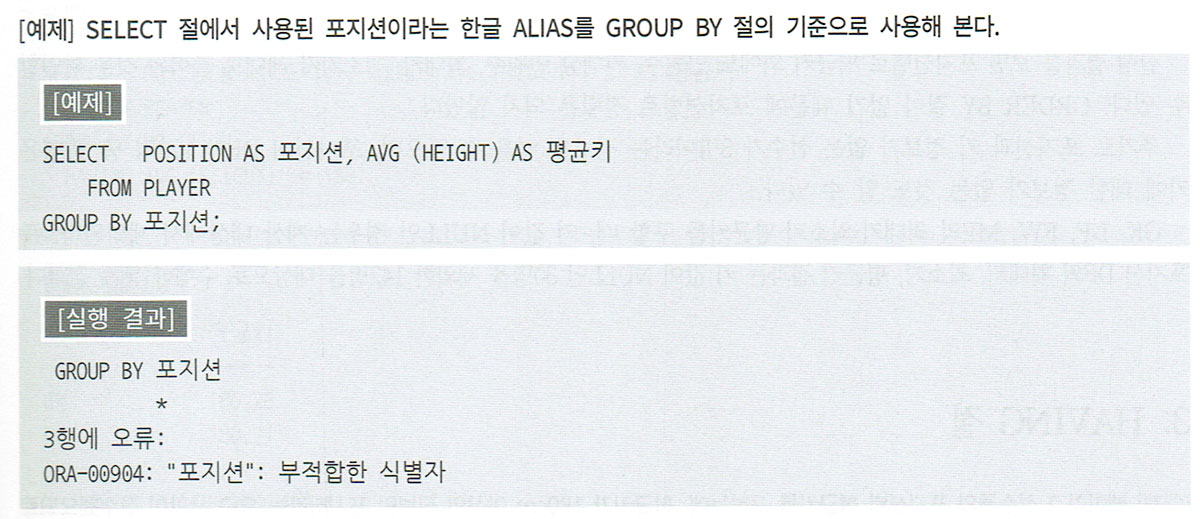 [예제] SELECT 절에서 사용된 포지션이라는 한글 ALIAS를 GROUP BY 절의 기준으로 사용해 본다.
[예제]
SELECT POSITION AS 포지션, AVG (HEIGHT) AS 평균키
FROM PLAYER
GROUP BY 포지션;
[실행 결과]
GROUP BY 포지션
*
3행에 오류:
ORA-00904: "포지션": 부적합한 식별자